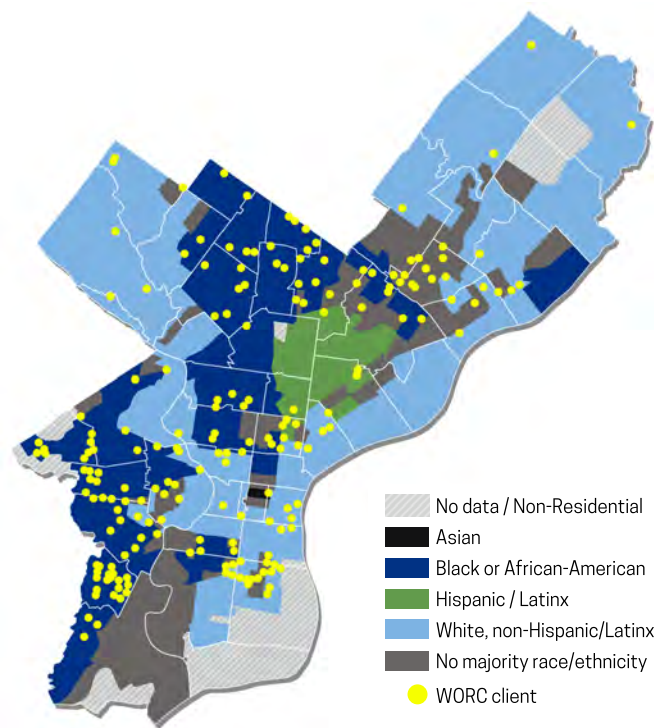 No data / Non-Residential
Asian
Black or African-American
Hispanic / Latinx
White, non-Hispanic/Latinx
No majority race/ethnicity
WORC client